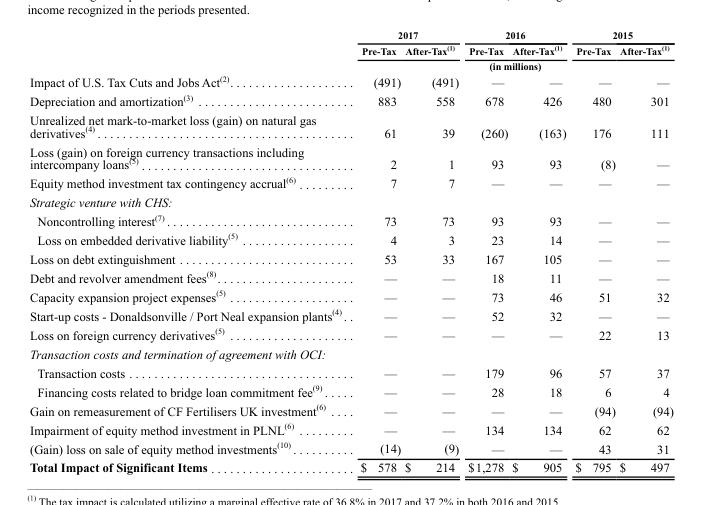 income recognized in the periods presented.
2017 2016 2015
Pre-Tax After-Tax(1) Pre-Tax After-Tax(1) Pre-Tax After-Tax(1)
(in millions)
Impact of U.S. Tax Cuts and Jobs Act(2). . . . . . . . . . . . . . . . . . . . . (491) (491) — — — —
Depreciation and amortization(3) . . . . . . . . . . . . . . . . . . . . . . . . . . 883 558 678 426 480 301
Unrealized net mark-to-market loss (gain) on natural gas
derivatives(4). . . . . . . . . . . . . . . . . . . . . . . . . . . . . . . . . . . . . . . . . . . 61 39 (260) (163) 176 111
Loss (gain) on foreign currency transactions including
intercompany loans(5). . . . . . . . . . . . . . . . . . . . . . . . . . . . . . . . . . . 2 1 93 93 (8) —
Equity method investment tax contingency accrual(6) . . . . . . . . . 7 7 — — — —
Strategic venture with CHS:
Noncontrolling interest(7) . . . . . . . . . . . . . . . . . . . . . . . . . . . . . . 73 73 93 93 — —
Loss on embedded derivative liability(5) . . . . . . . . . . . . . . . . . . 4 3 23 14 — —
Loss on debt extinguishment . . . . . . . . . . . . . . . . . . . . . . . . . . . . . 53 33 167 105 — —
Debt and revolver amendment fees(8). . . . . . . . . . . . . . . . . . . . . . . — — 18 11 — —
Capacity expansion project expenses(5) . . . . . . . . . . . . . . . . . . . . . — — 73 46 51 32
Start-up costs - Donaldsonville / Port Neal expansion plants(4). . — — 52 32 — —
Loss on foreign currency derivatives(5) . . . . . . . . . . . . . . . . . . . . . — — — — 22 13
Transaction costs and termination of agreement with OCI:
Transaction costs . . . . . . . . . . . . . . . . . . . . . . . . . . . . . . . . . . . . . — — 179 96 57 37
Financing costs related to bridge loan commitment fee(9). . . . . — — 28 18 6 4
Gain on remeasurement of CF Fertilisers UK investment(6) . . . . — — — — (94) (94)
Impairment of equity method investment in PLNL(6) . . . . . . . . . — — 134 134 62 62
(Gain) loss on sale of equity method investments(10). . . . . . . . . . (14) (9) — — 43 31
Total Impact of Significant Items . . . . . . . . . . . . . . . . . . . . . . . . $ 578 $ 214 $1,278 $ 905 $ 795 $ 497
(1) The tax impact is calculated utilizing a marginal effective rate of 36.8% in 2017 and 37.2% in both 2016 and 2015